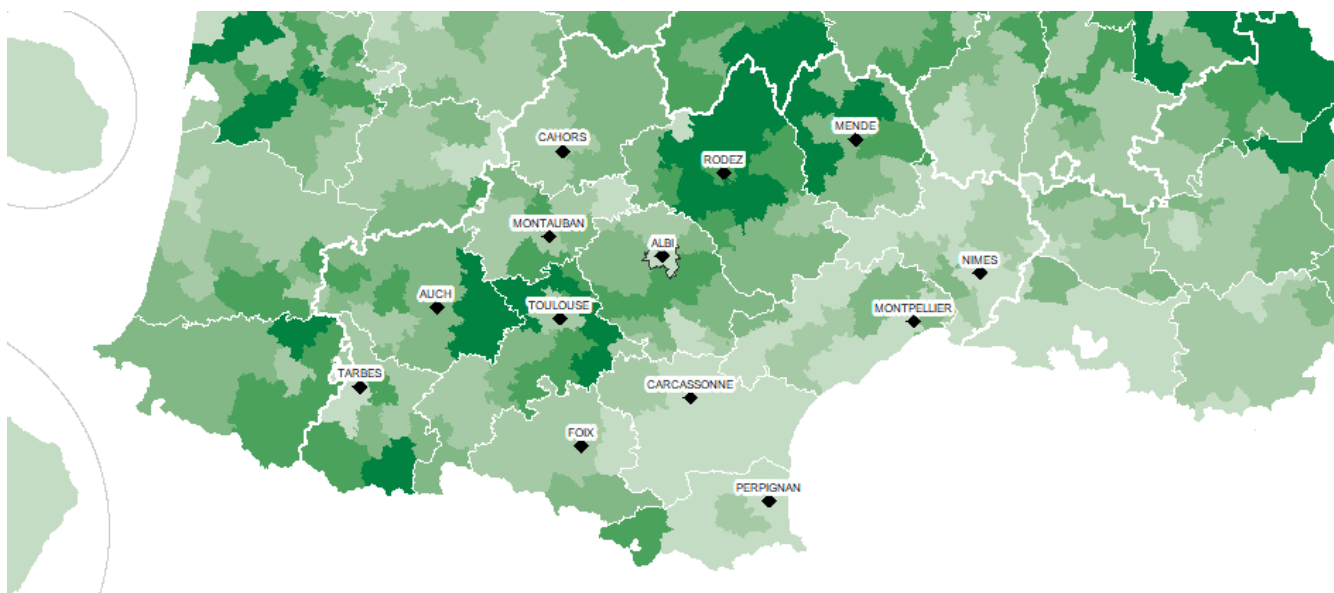 CAHORS
MENDE
RODEZ
MONTAUBAN
ALBI
NIMES
AUCH
TOULOUSE
MONTPELLIER
TARBES
CARCASSONNE
FOIX
PERPIGNAN